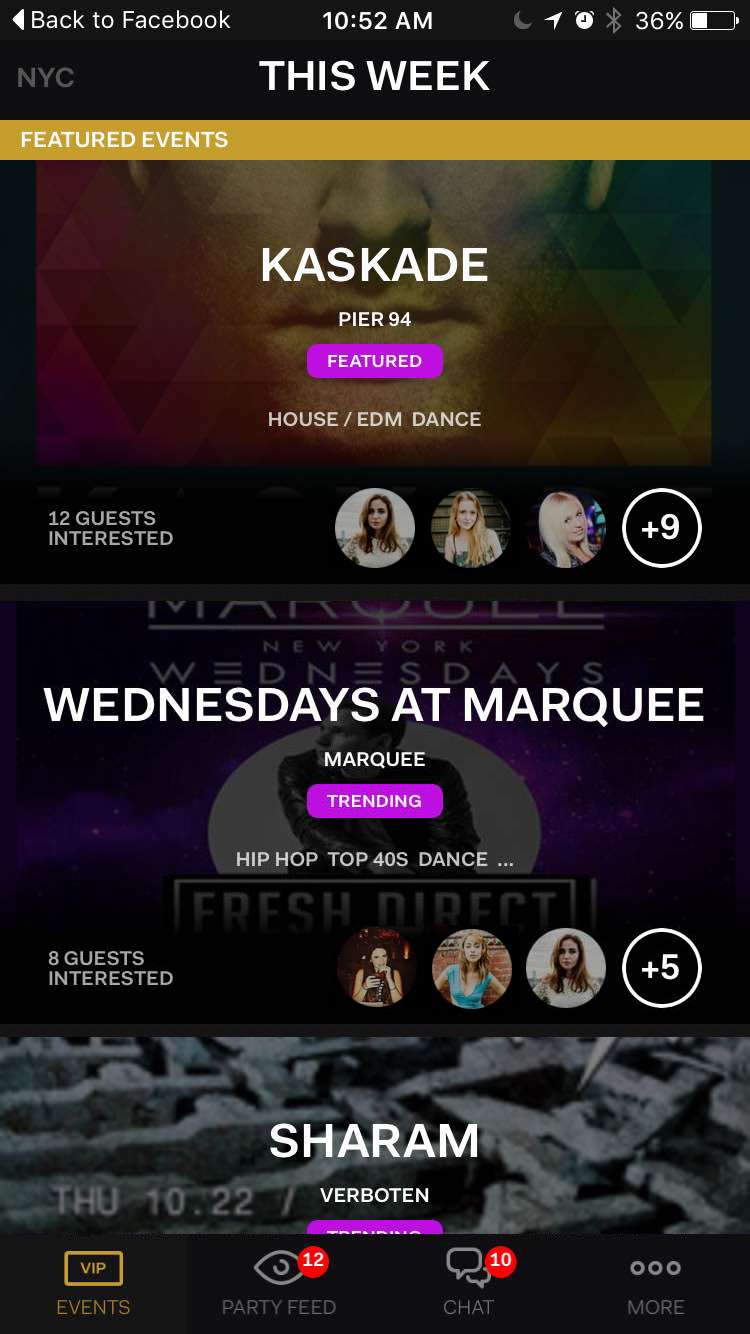 Back to Facebook 10:52 AM 36%
NYC THIS WEEK
FEATURED EVENTS
KASKADE
PIER 94
FEATURED
HOUSE / EDM DANCE
12 GUESTS
INTERESTED
+9
MARQUEE
NEW YORK
WEDNESDAYS
WEDNESDAYS AT MARQUEE
MARQUEE
TRENDING
HIP HOP TOP 40S DANCE ...
FRESH DIRECT
8 GUESTS
INTERESTED
+5
SHARAM
THU 10.22 / VERBOTEN
TRENDING
VIP 12 10
EVENTS PARTY FEED CHAT MORE